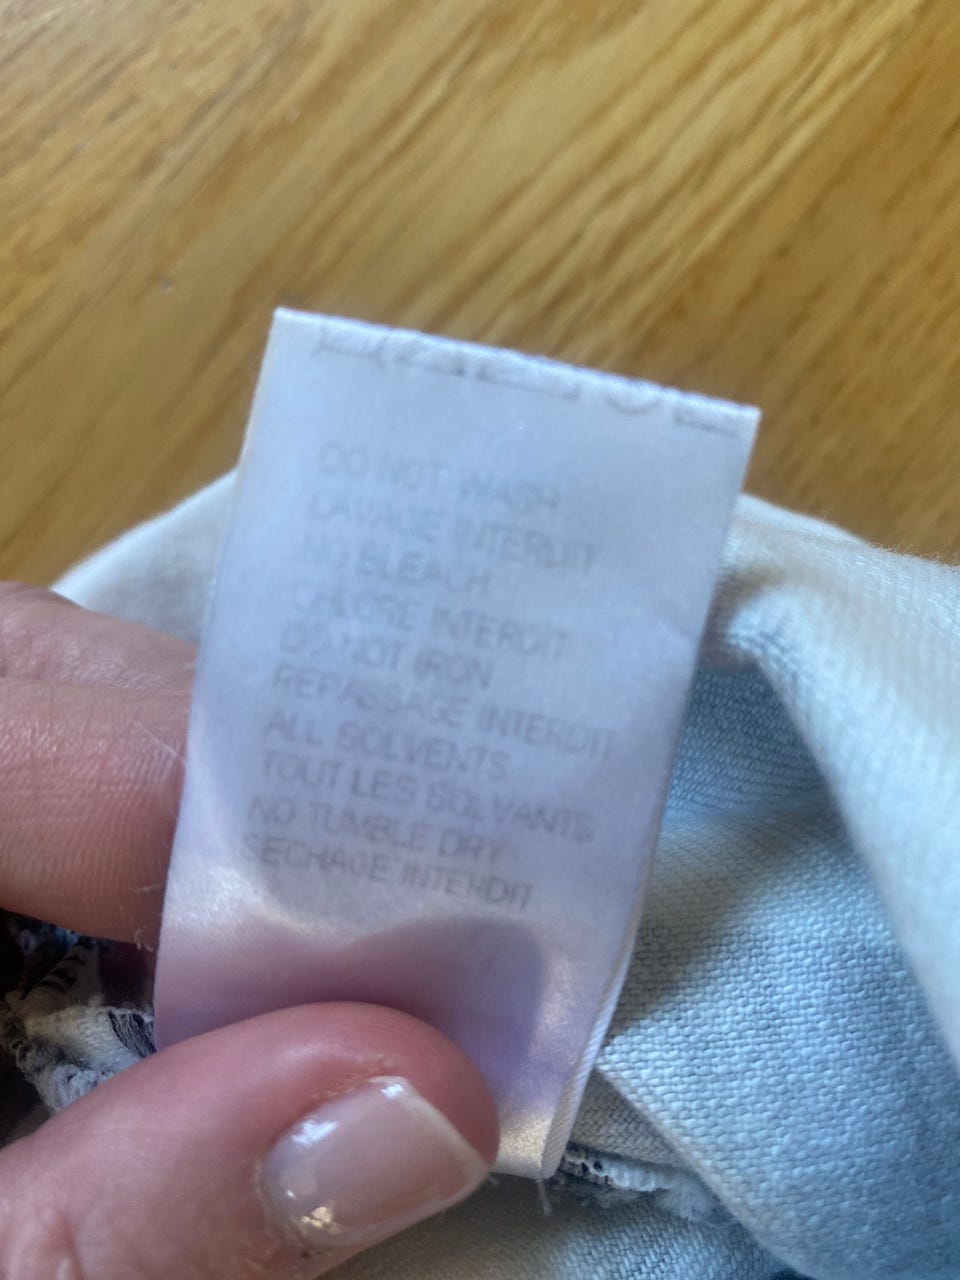 DO NOT WASH
LAVAGE INTERDIT
NO BLEACH
CHLORE INTERDIT
DO NOT IRON
REPASSAGE INTERDIT
ALL SOLVENTS
TOUT LES SOLVANTS
NO TUMBLE DRY
SECHAGE INTERDIT